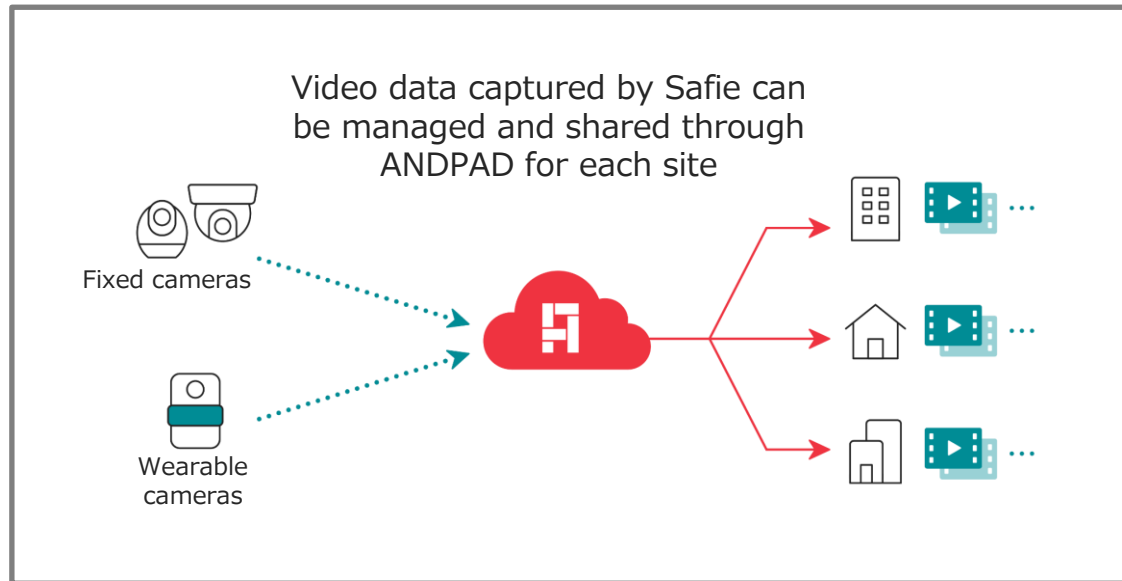 Video data captured by Safie can
be managed and shared through
ANDPAD for each site
Fixed cameras
Wearable
cameras